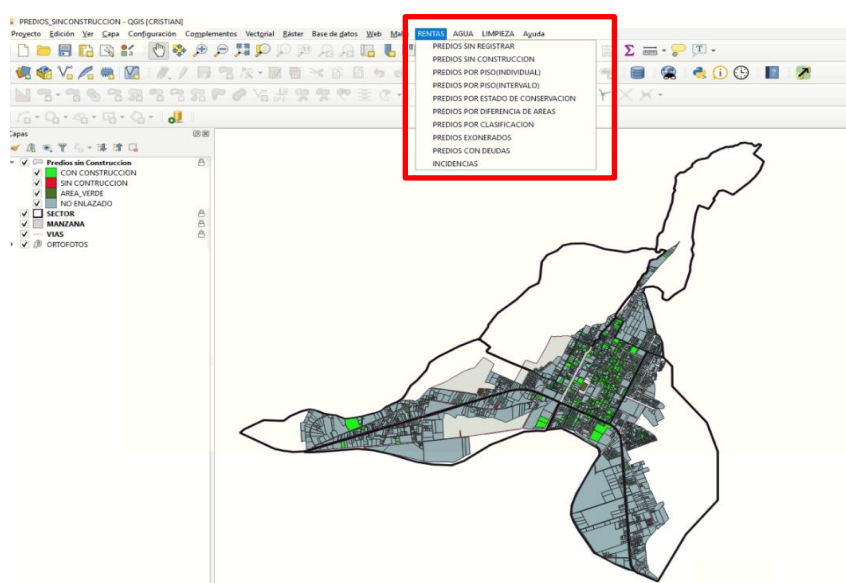 PREDIOS_SINCONSTRUCCION - QGIS [CRISTIAN]
Proyecto Edición Ver Capa Configuración Complementos Vectorial Ráster Base de datos Web Malla RENTAS AGUA LIMPIEZA Ayuda
PREDIOS SIN REGISTRAR
PREDIOS SIN CONSTRUCCION
PREDIOS POR PISO(INDIVIDUAL)
PREDIOS POR PISO(INTERVALO)
PREDIOS POR ESTADO DE CONSERVACION
PREDIOS POR DIFERENCIA DE AREAS
PREDIOS POR CLASIFICACION
PREDIOS EXONERADOS
PREDIOS CON DEUDAS
INCIDENCIAS
Capas
Predios sin Construccion
CON CONSTRUCCION
SIN CONTRUCCION
AREA_VERDE
NO ENLAZADO
SECTOR
MANZANA
VIAS
ORTOFOTOS